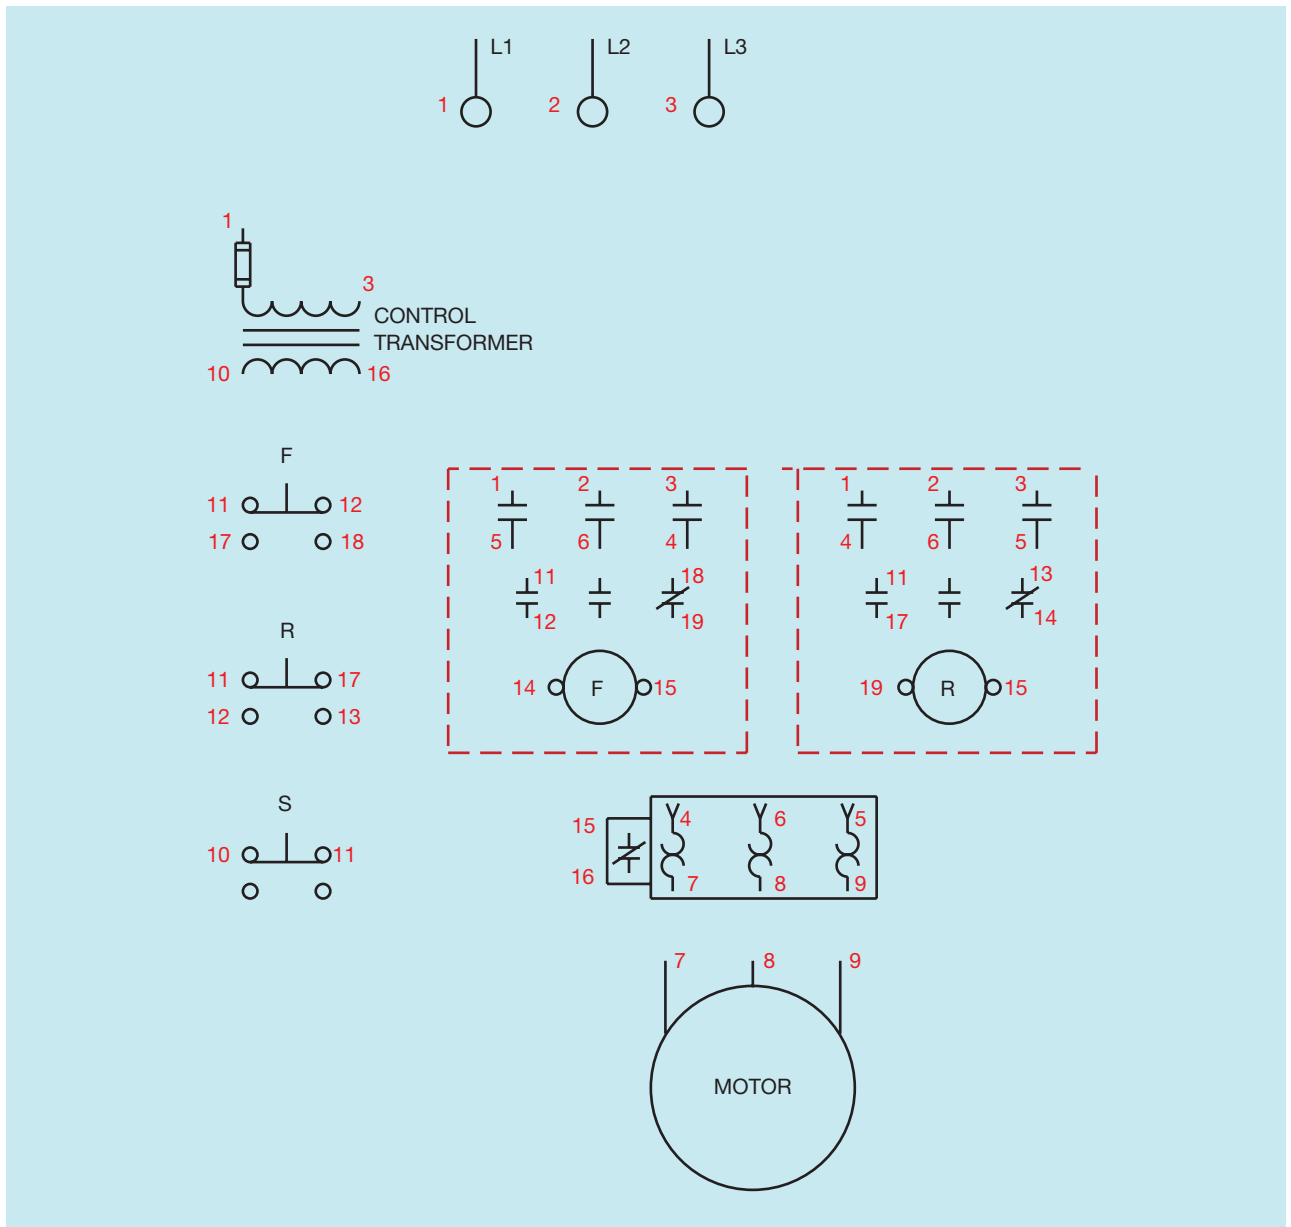 L1 L2 L3
1 2 3
1
3
CONTROL
TRANSFORMER
10 16
F
11 12
17 18
1 2 3
5 6 4
11 18
12 19
14 F 15
1 2 3
4 6 5
11 13
17 14
19 R 15
R
11 17
12 13
S
10 11
15 4 6 5
16 7 8 9
7 8 9
MOTOR